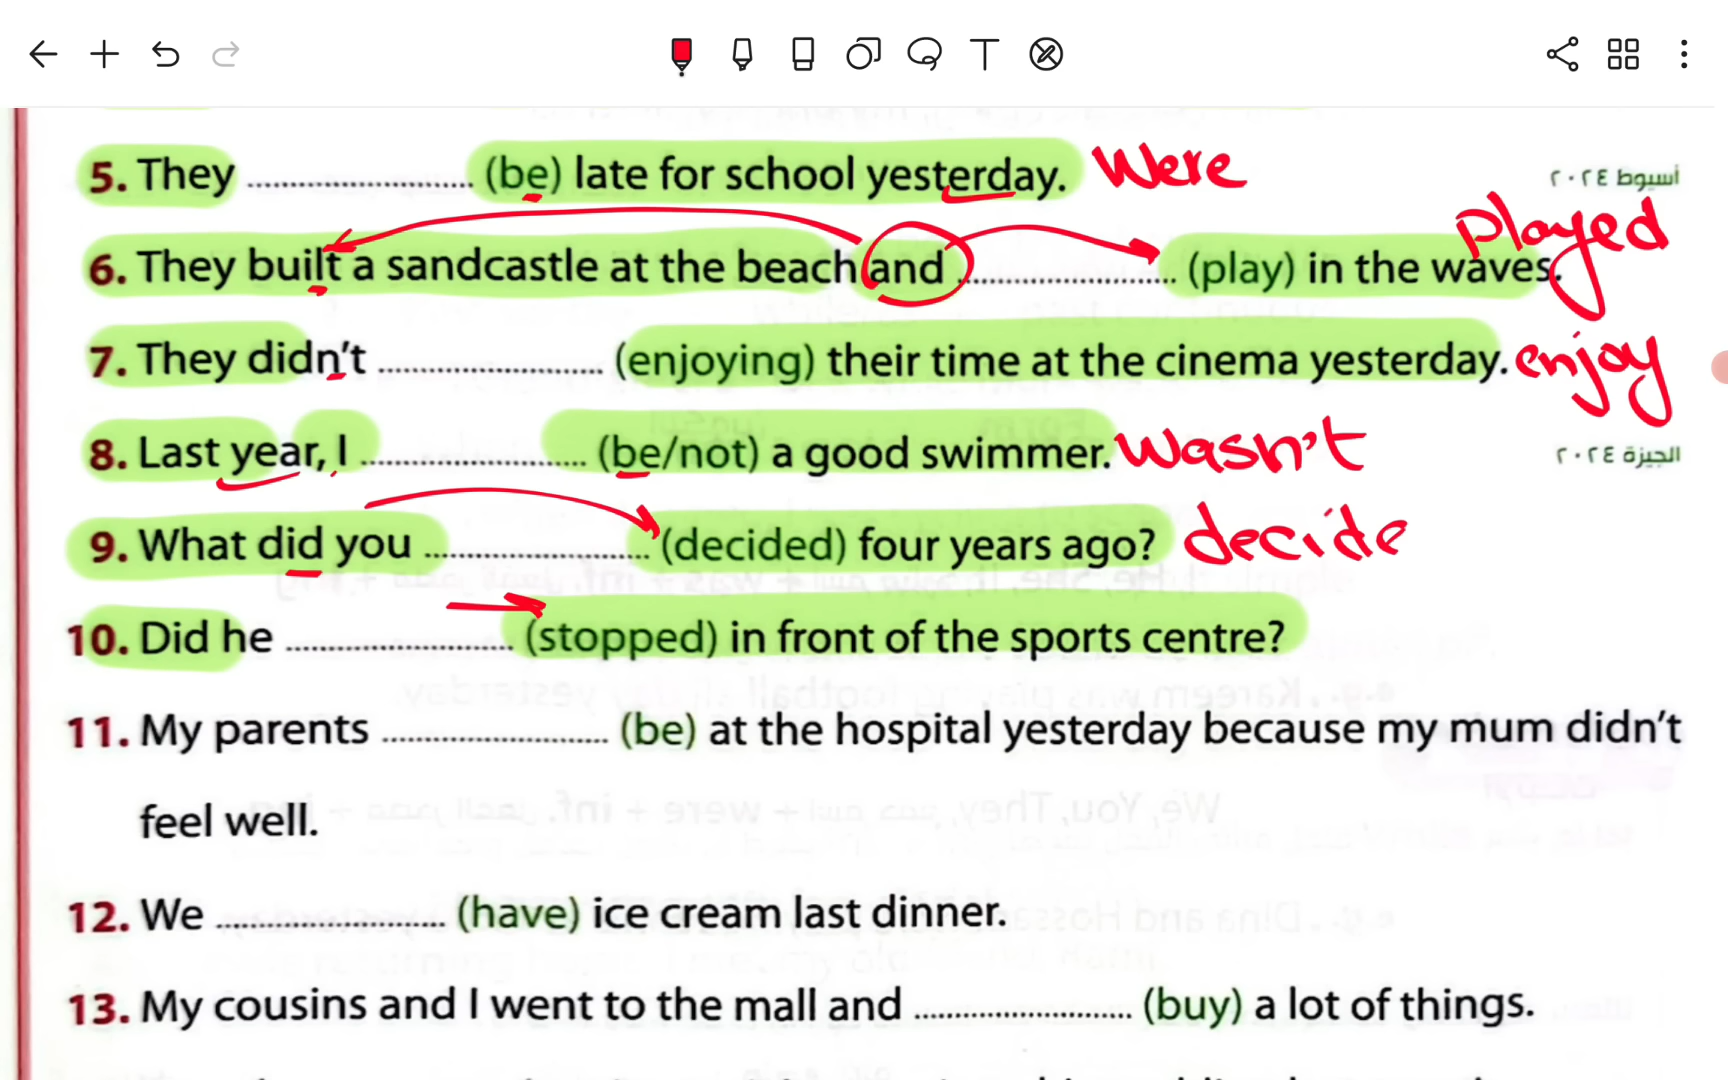 5. They ........................ (be) late for school yesterday. Were أسيوط ٢٠٢٤
6. They built a sandcastle at the beach and ........................ (play) in the waves. Played
7. They didn't ........................ (enjoying) their time at the cinema yesterday. enjoy
8. Last year, I ........................ (be/not) a good swimmer. Wasn't الجيزة ٢٠٢٤
9. What did you ........................ (decided) four years ago? decide
10. Did he ........................ (stopped) in front of the sports centre?
11. My parents ........................ (be) at the hospital yesterday because my mum didn't
feel well.
12. We ........................ (have) ice cream last dinner.
13. My cousins and I went to the mall and ........................ (buy) a lot of things.